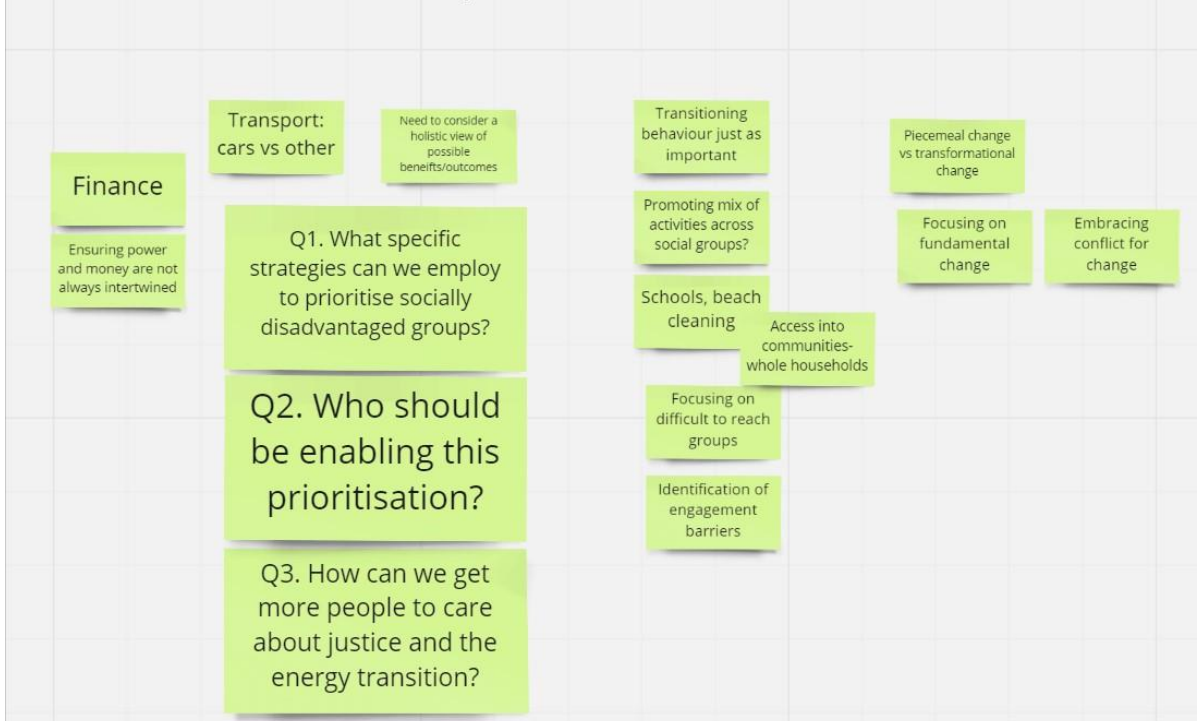 Finance
Ensuring power
and money are not
always intertwined
Transport:
cars vs other
Need to consider a
holistic view of
possible
beneifts/outcomes
Q1. What specific
strategies can we employ
to prioritise socially
disadvantaged groups?
Q2. Who should
be enabling this
prioritisation?
Q3. How can we get
more people to care
about justice and the
energy transition?
Transitioning
behaviour just as
important
Promoting mix of
activities across
social groups?
Schools, beach
cleaning
Access into
communities-
whole households
Focusing on
difficult to reach
groups
Identification of
engagement
barriers
Piecemeal change
vs transformational
change
Focusing on
fundamental
change
Embracing
conflict for
change